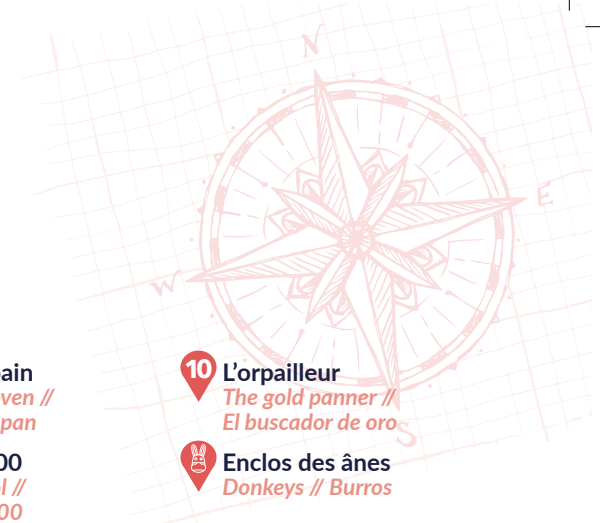 N
E
W
S
ain
ven //
pan
00
l //
00
10 L’orpailleur
The gold panner //
El buscador de oro
Enclos des ânes
Donkeys // Burros